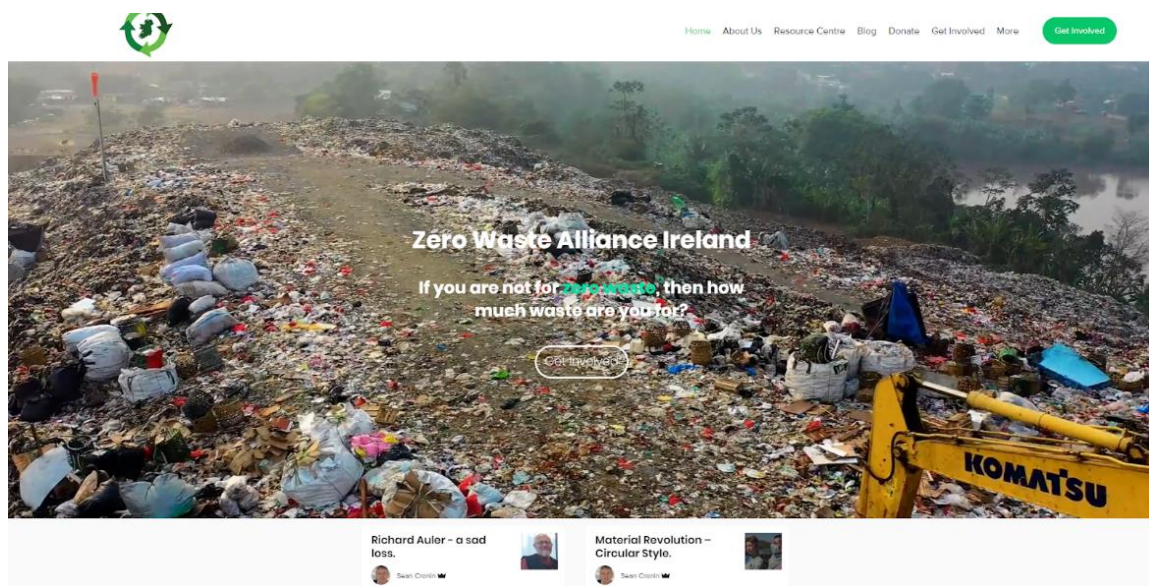 Home About Us Resource Centre Blog Donate Get Involved More Get Involved
Zero Waste Alliance Ireland
If you are not for zero waste, then how
much waste are you for?
Get Involved
KOMATSU
Richard Auler - a sad
loss.
Sean Cronin
Material Revolution –
Circular Style.
Sean Cronin